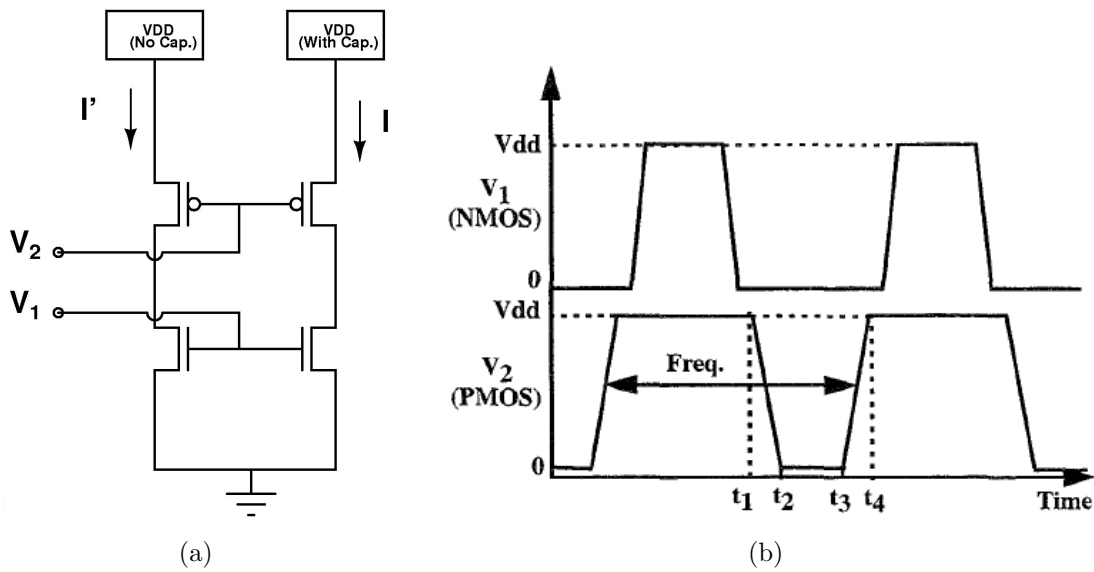 VDD
(No Cap.)
VDD
(With Cap.)
I'
I
V2
V1
(a)
Vdd
V1
(NMOS)
0
Vdd
V2
(PMOS)
Freq.
0
t1 t2 t3 t4
Time
(b)